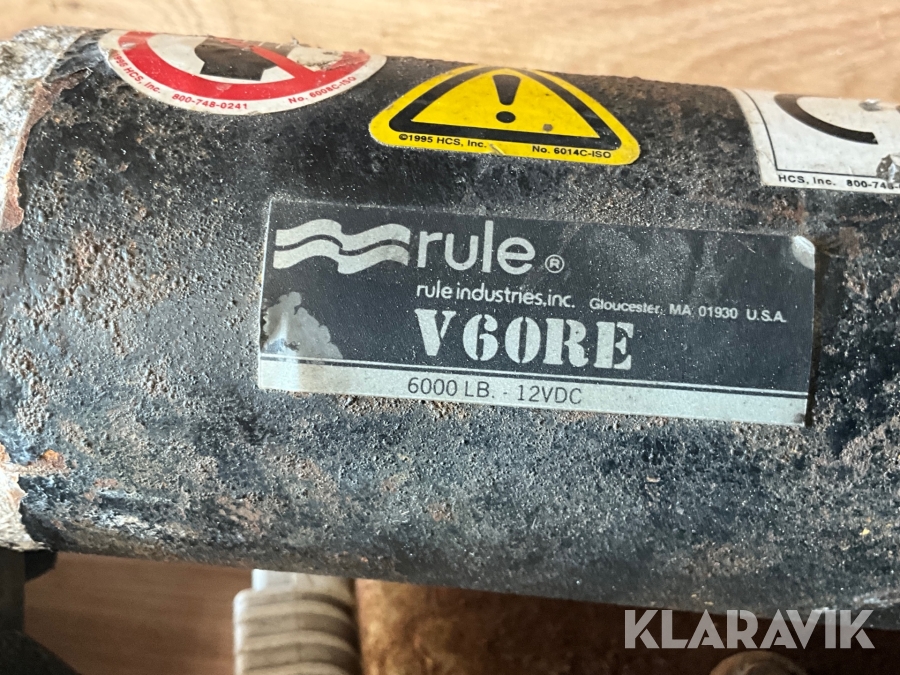 HCS, Inc.
800-748-0241
No. 6008C-ISO
©1995 HCS, Inc.
No. 6014C-ISO
HCS, Inc. 800-748
rule®
rule industries, inc. Gloucester, MA 01930 U.S.A.
V60RE
6000 LB. - 12VDC
KLARAVIK